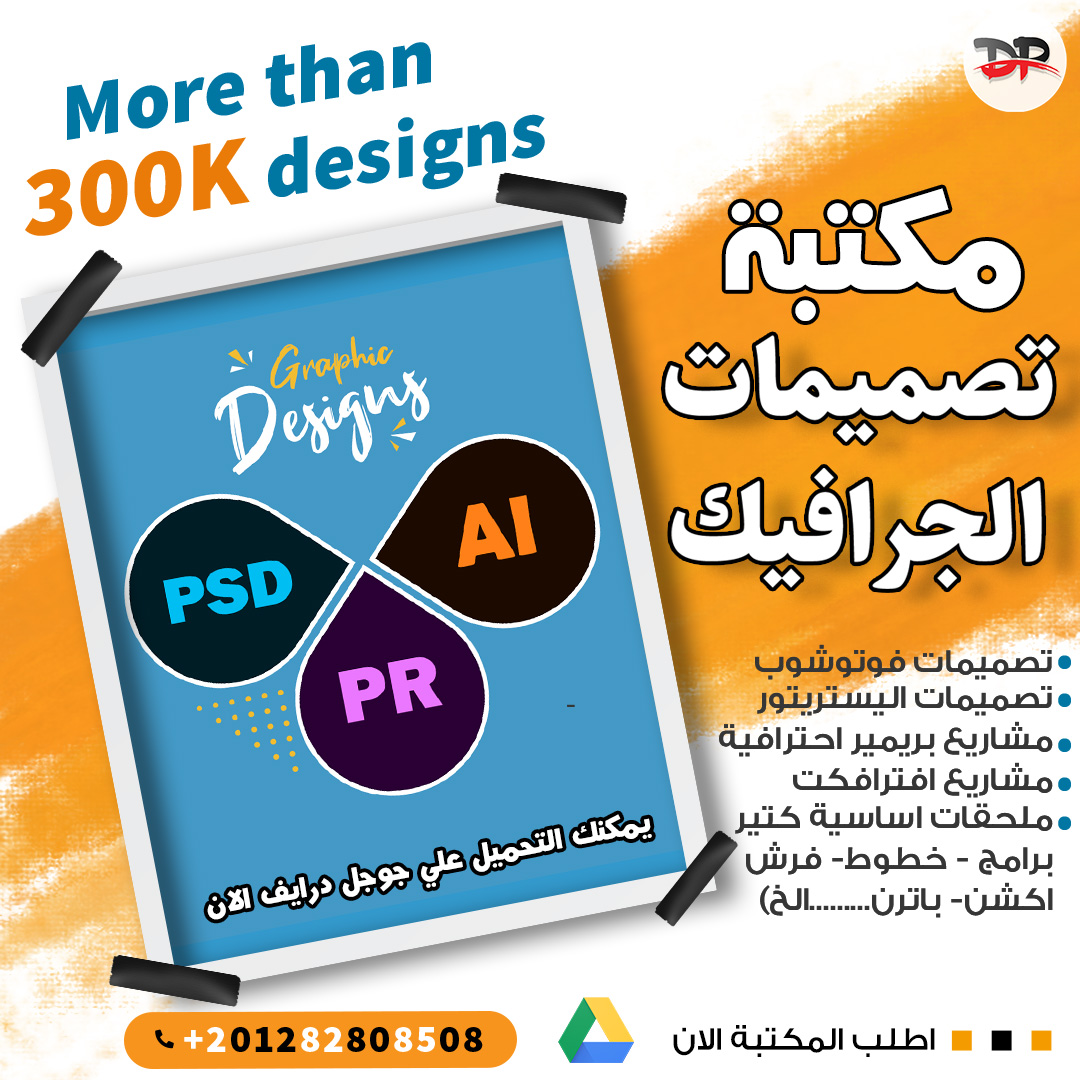 More than
300K designs
DP
مكتبة
تصميمات
الجرافيك
Graphic
Designs
PSD
AI
PR
-
يمكنك التحميل علي جوجل درايف الان
تصميمات فوتوشوب
تصميمات اليستريتور
مشاريع بريمير احترافية
مشاريع افترافكت
ملحقات اساسية كتير
برامج - خطوط- فرش
اكشن- باترن.........الخ)
+201282808508
اطلب المكتبة الان